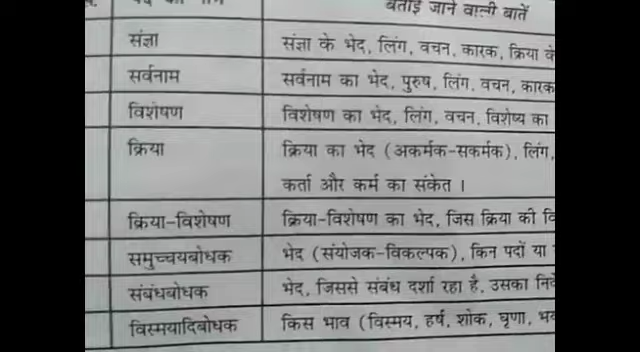 बताई जाने वाली बातें
संज्ञा संज्ञा के भेद, लिंग, वचन, कारक, क्रिया के
सर्वनाम सर्वनाम का भेद, पुरुष, लिंग, वचन, कारक
विशेषण विशेषण का भेद, लिंग, वचन, विशेष्य का
क्रिया क्रिया का भेद (अकर्मक-सकर्मक), लिंग,
कर्ता और कर्म का संकेत ।
क्रिया-विशेषण क्रिया-विशेषण का भेद, जिस क्रिया की
समुच्चयबोधक भेद (संयोजक-विकल्पक), किन पदों या
संबंधबोधक भेद, जिससे संबंध दर्शा रहा है, उसका
विस्मयादिबोधक किस भाव (विस्मय, हर्ष, शोक, घृणा,